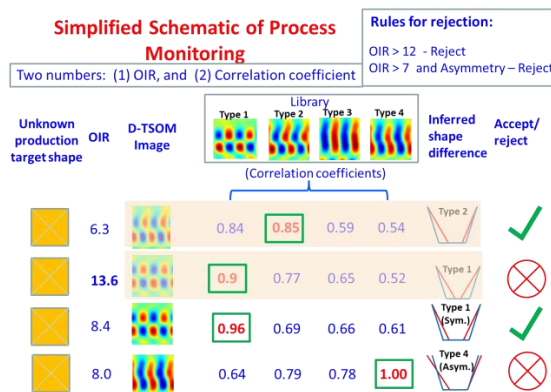 Simplified Schematic of Process
Monitoring
Rules for rejection:
OIR > 12 - Reject
OIR > 7 and Asymmetry – Reject
Two numbers: (1) OIR, and (2) Correlation coefficient
Library
Type 1 Type 2 Type 3 Type 4
Unknown
production
target shape
OIR
D-TSOM
Image
Inferred
shape
difference
Accept/
reject
(Correlation coefficients)
6.3 0.84 0.85 0.59 0.54 Type 2
13.6 0.9 0.77 0.65 0.52 Type 1
8.4 0.96 0.69 0.66 0.61 Type 1
(Sym.)
8.0 0.64 0.79 0.78 1.00 Type 4
(Asym.)